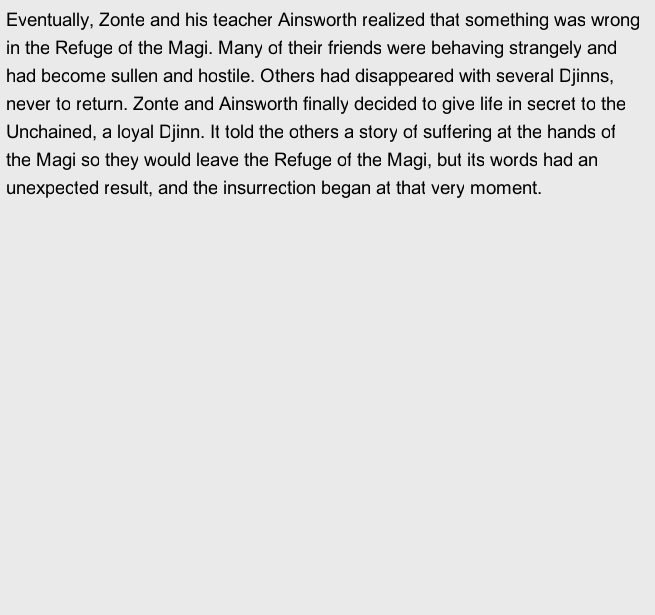 Eventually, Zonte and his teacher Ainsworth realized that something was wrong
in the Refuge of the Magi. Many of their friends were behaving strangely and
had become sullen and hostile. Others had disappeared with several Djinns,
never to return. Zonte and Ainsworth finally decided to give life in secret to the
Unchained, a loyal Djinn. It told the others a story of suffering at the hands of
the Magi so they would leave the Refuge of the Magi, but its words had an
unexpected result, and the insurrection began at that very moment.